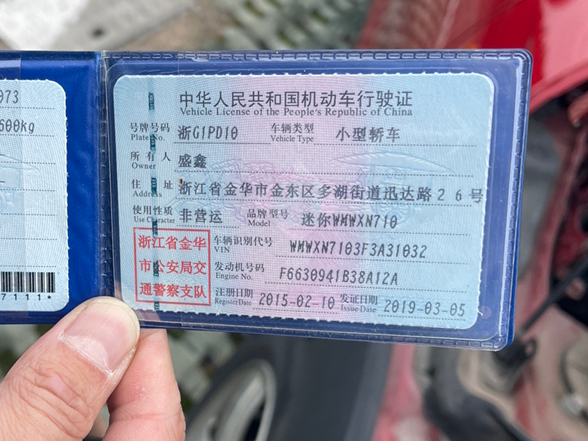 073
600kg
7111*
中华人民共和国机动车行驶证
Vehicle License of the People's Republic of China
号牌号码 浙G1PD10 车辆类型 小型轿车
Plate No. Vehicle Type
所有人 盛鑫
Owner
住址 浙江省金华市金东区多湖街道迅达路26号
Address
使用性质 非营运 品牌型号 迷你WMWXN710
Use Character Model
浙江省金华
市公安局交
通警察支队
车辆识别代号 WMWXN7103F3A31032
VIN
发动机号码 F6630941B38A12A
Engine No.
注册日期 2015-02-10 发证日期 2019-03-05
Register Date Issue Date